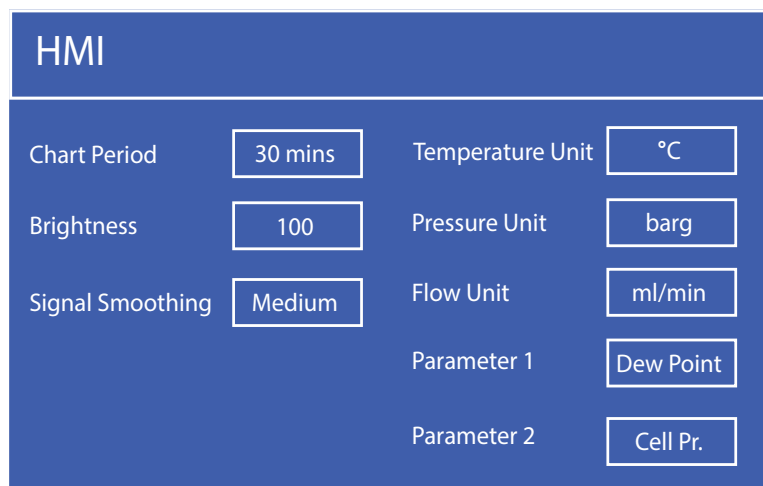 HMI
Chart Period 30 mins
Brightness 100
Signal Smoothing Medium
Temperature Unit °C
Pressure Unit barg
Flow Unit ml/min
Parameter 1 Dew Point
Parameter 2 Cell Pr.